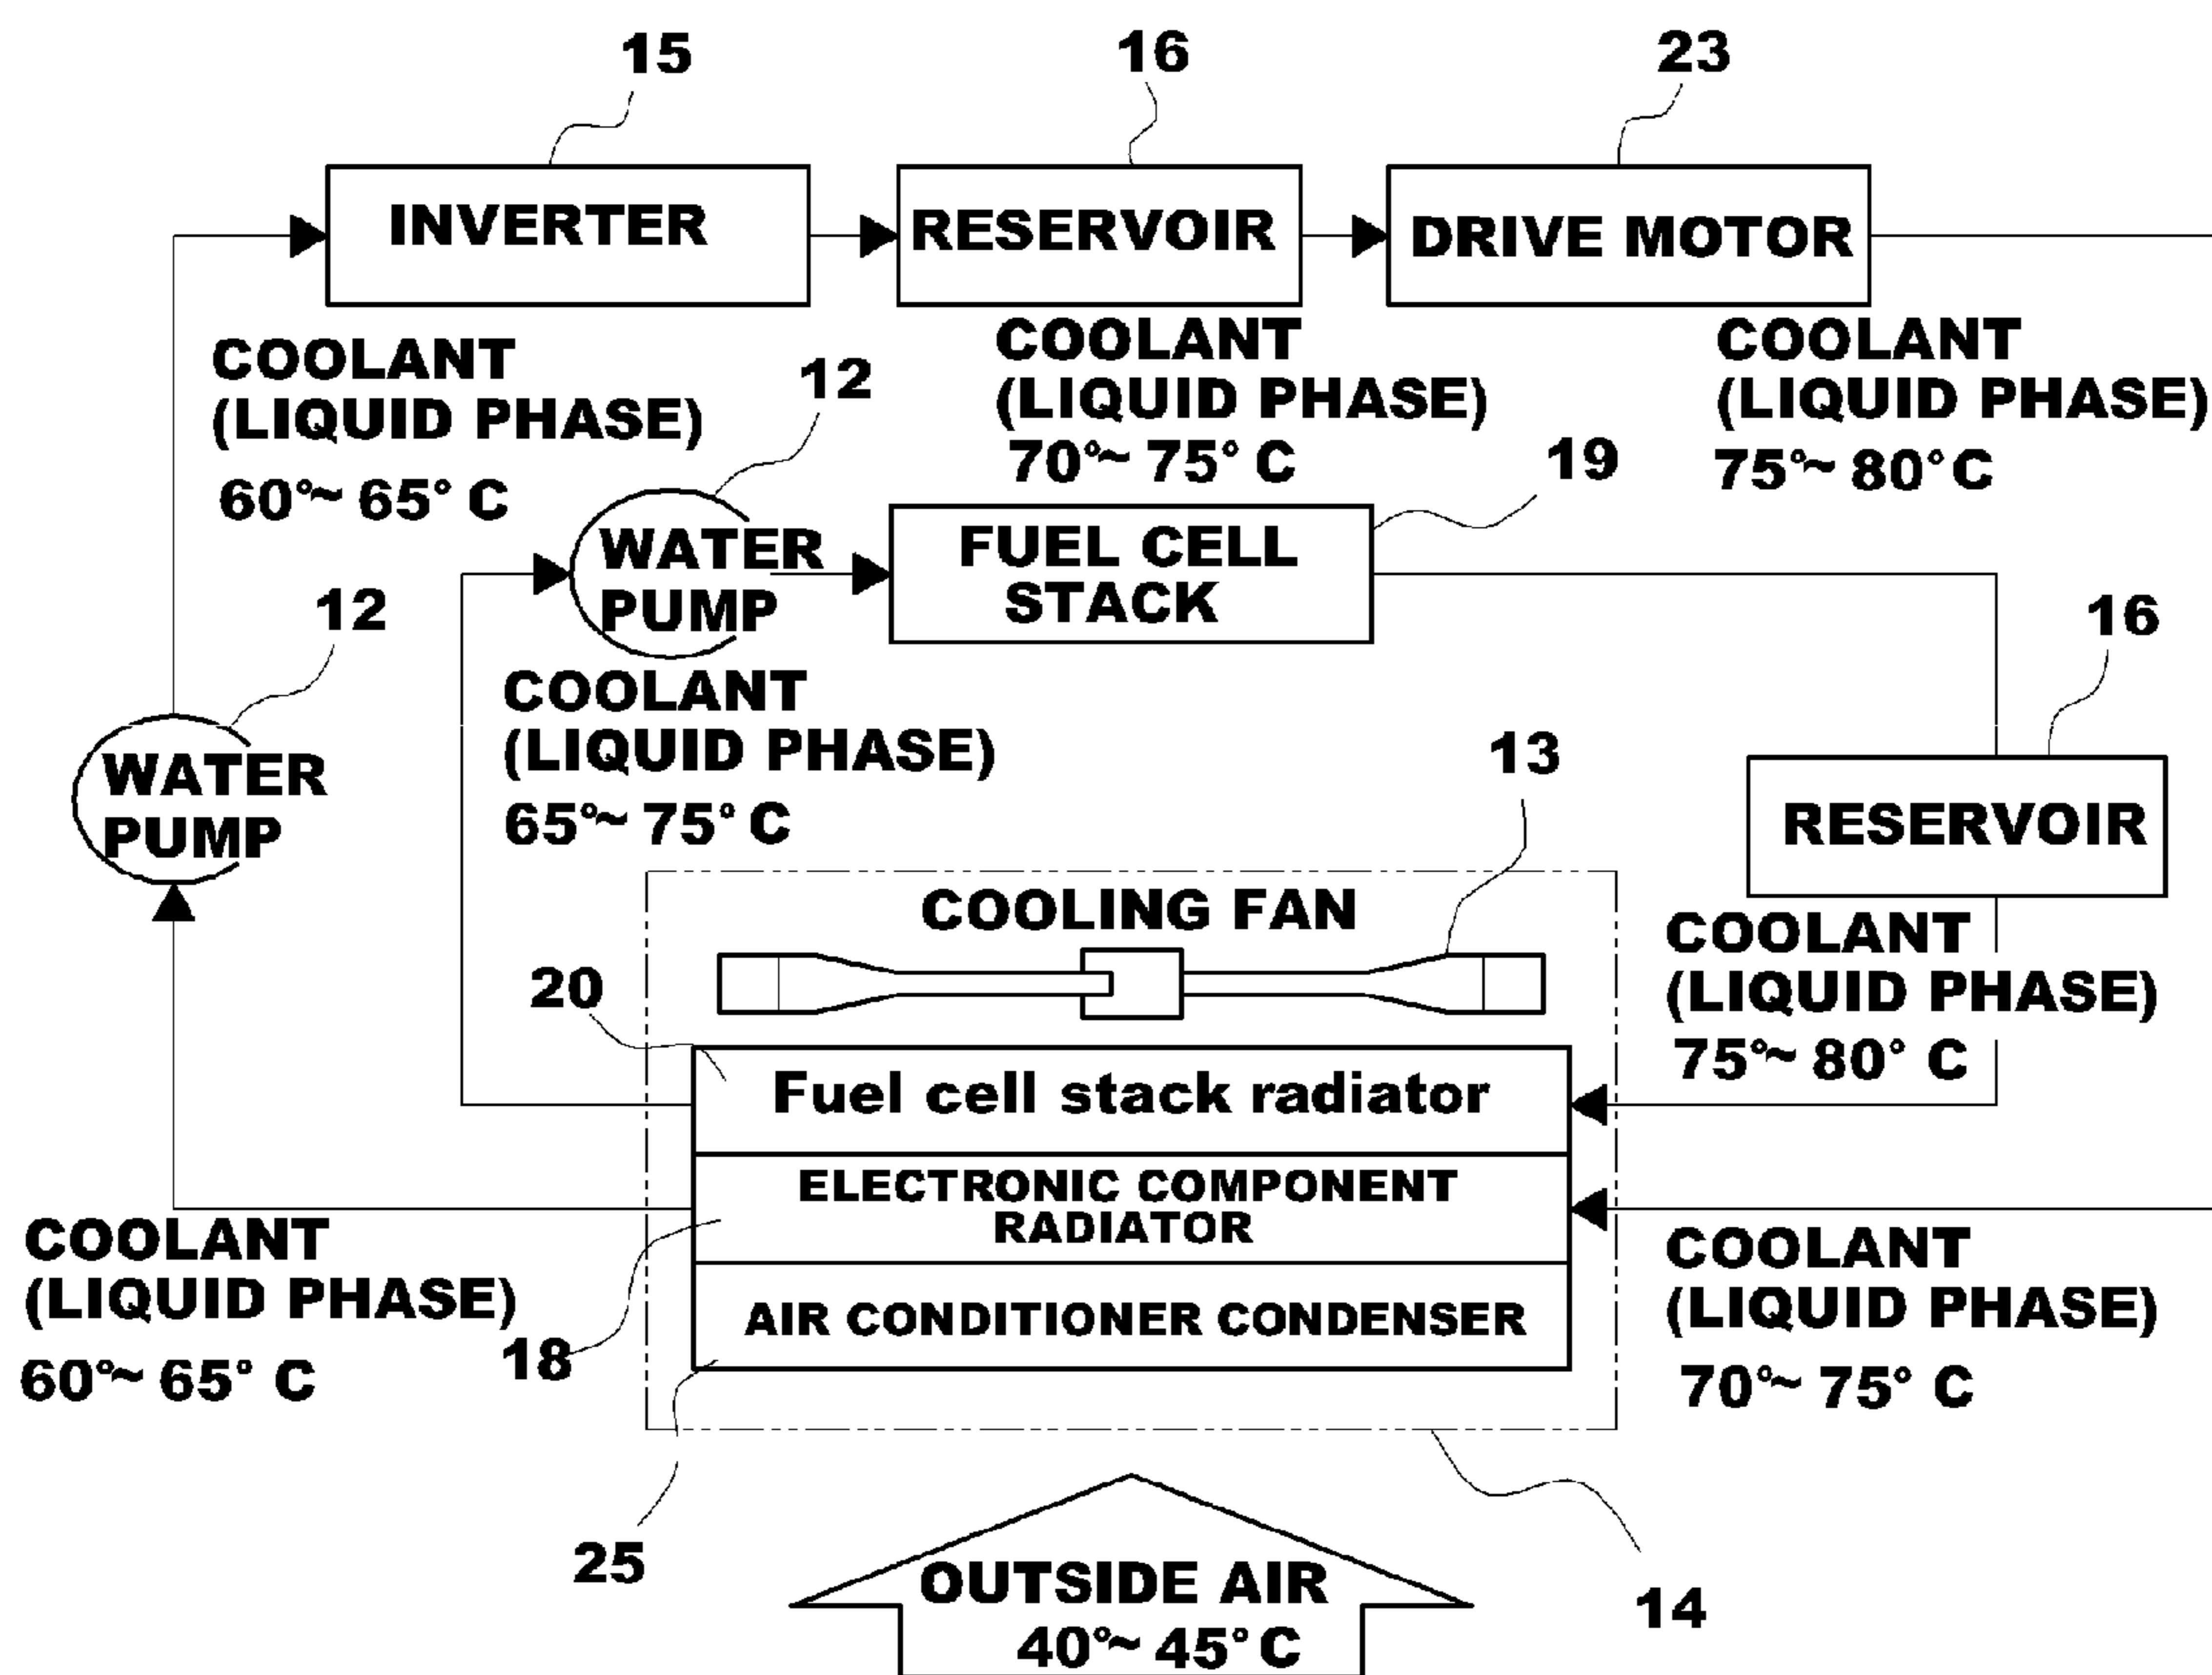 15
16
23
INVERTER
RESERVOIR
DRIVE MOTOR
COOLANT
(LIQUID PHASE)
60°~ 65° C
12
COOLANT
(LIQUID PHASE)
70°~ 75° C
COOLANT
(LIQUID PHASE)
75°~ 80° C
19
WATER
PUMP
FUEL CELL
STACK
12
16
WATER
PUMP
COOLANT
(LIQUID PHASE)
65°~ 75° C
13
RESERVOIR
COOLING FAN
20
COOLANT
(LIQUID PHASE)
75°~ 80° C
Fuel cell stack radiator
ELECTRONIC COMPONENT
RADIATOR
AIR CONDITIONER CONDENSER
COOLANT
(LIQUID PHASE)
60°~ 65° C
18
COOLANT
(LIQUID PHASE)
70°~ 75° C
25
14
OUTSIDE AIR
40°~ 45° C